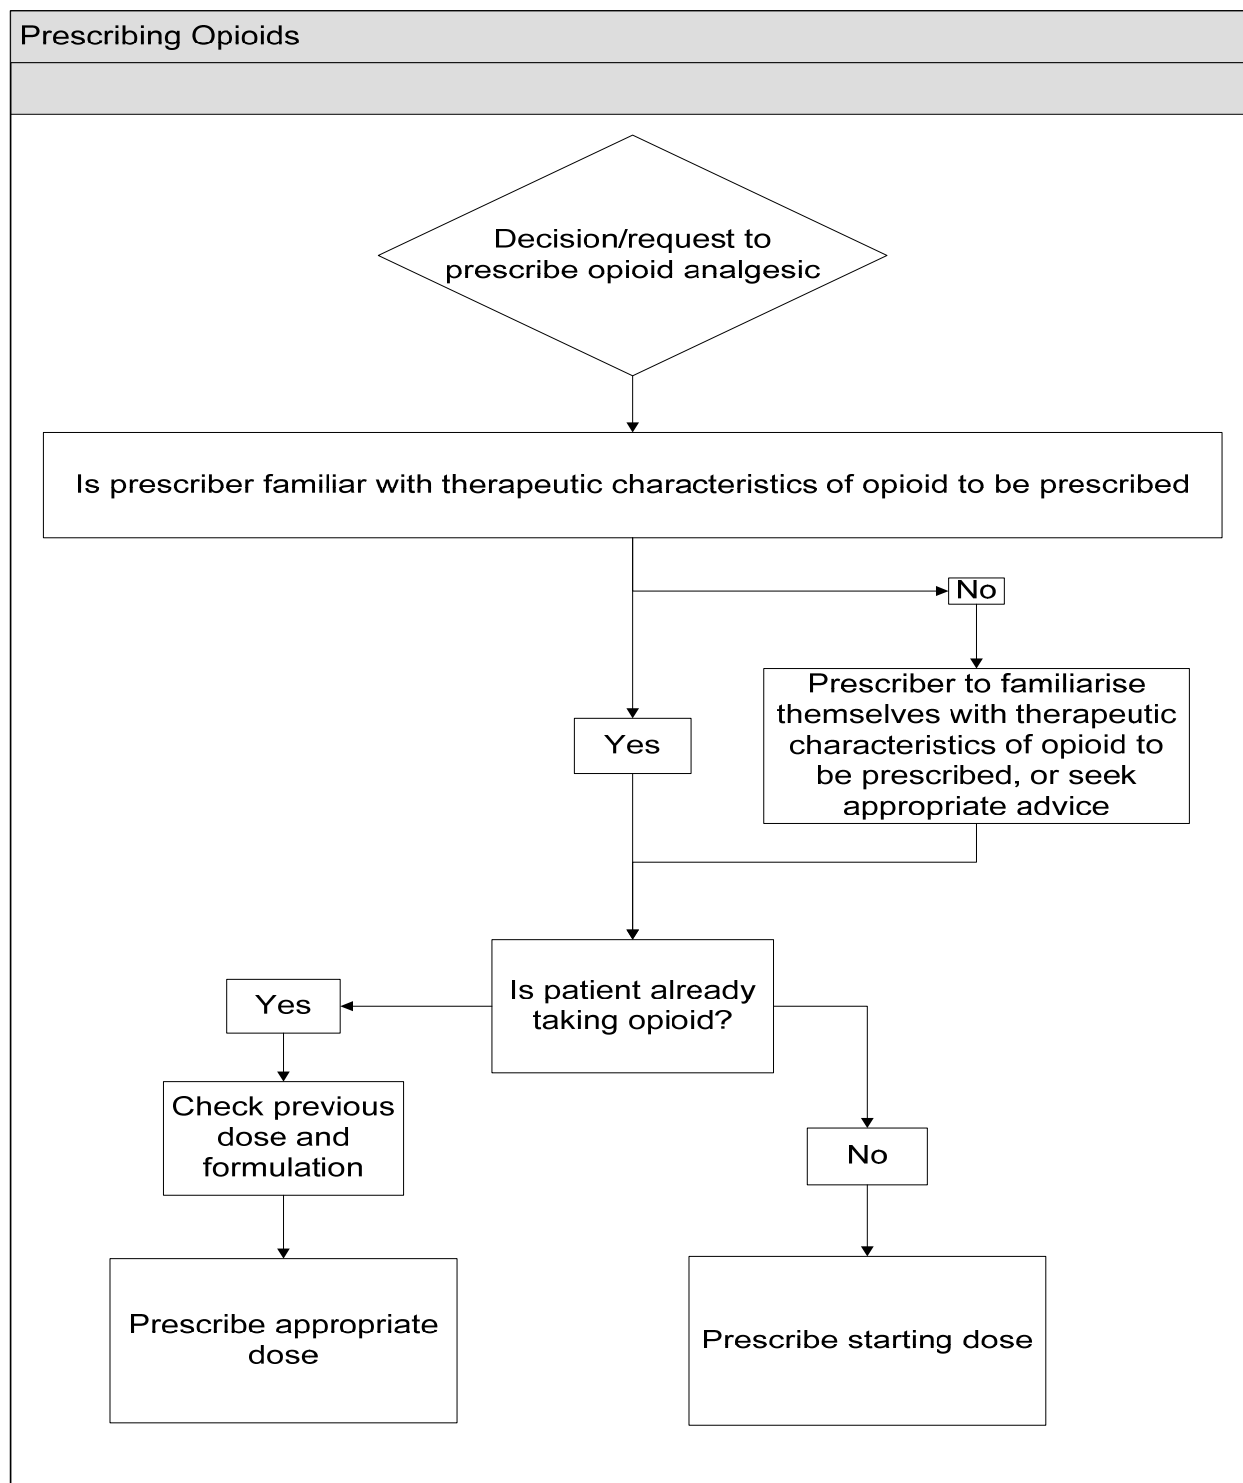 Prescribing Opioids
Decision/request to
prescribe opioid analgesic
Is prescriber familiar with therapeutic characteristics of opioid to be prescribed
No
Prescriber to familiarise
themselves with therapeutic
characteristics of opioid to
be prescribed, or seek
appropriate advice
Yes
Is patient already
taking opioid?
Yes
Check previous
dose and
formulation
No
Prescribe appropriate
dose
Prescribe starting dose